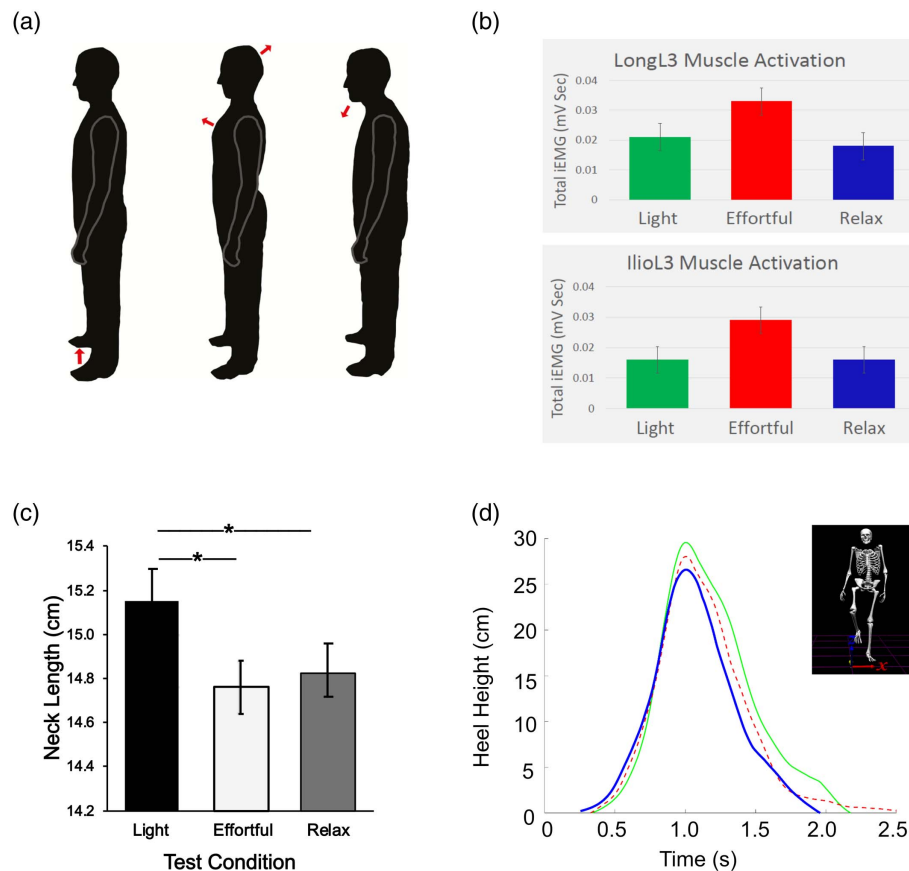 (a)
(b)
LongL3 Muscle Activation
Total iEMG (mV Sec)
0.04
0.03
0.02
0.01
0
Light Effortful Relax
IlioL3 Muscle Activation
Total iEMG (mV Sec)
0.04
0.03
0.02
0.01
0
Light Effortful Relax
(c)
Neck Length (cm)
15.4
15.2
15.0
14.8
14.6
14.4
14.2
*
*
Light Effortful Relax
Test Condition
(d)
Heel Height (cm)
30
25
20
15
10
5
0
0 0.5 1.0 1.5 2.0 2.5
Time (s)
x